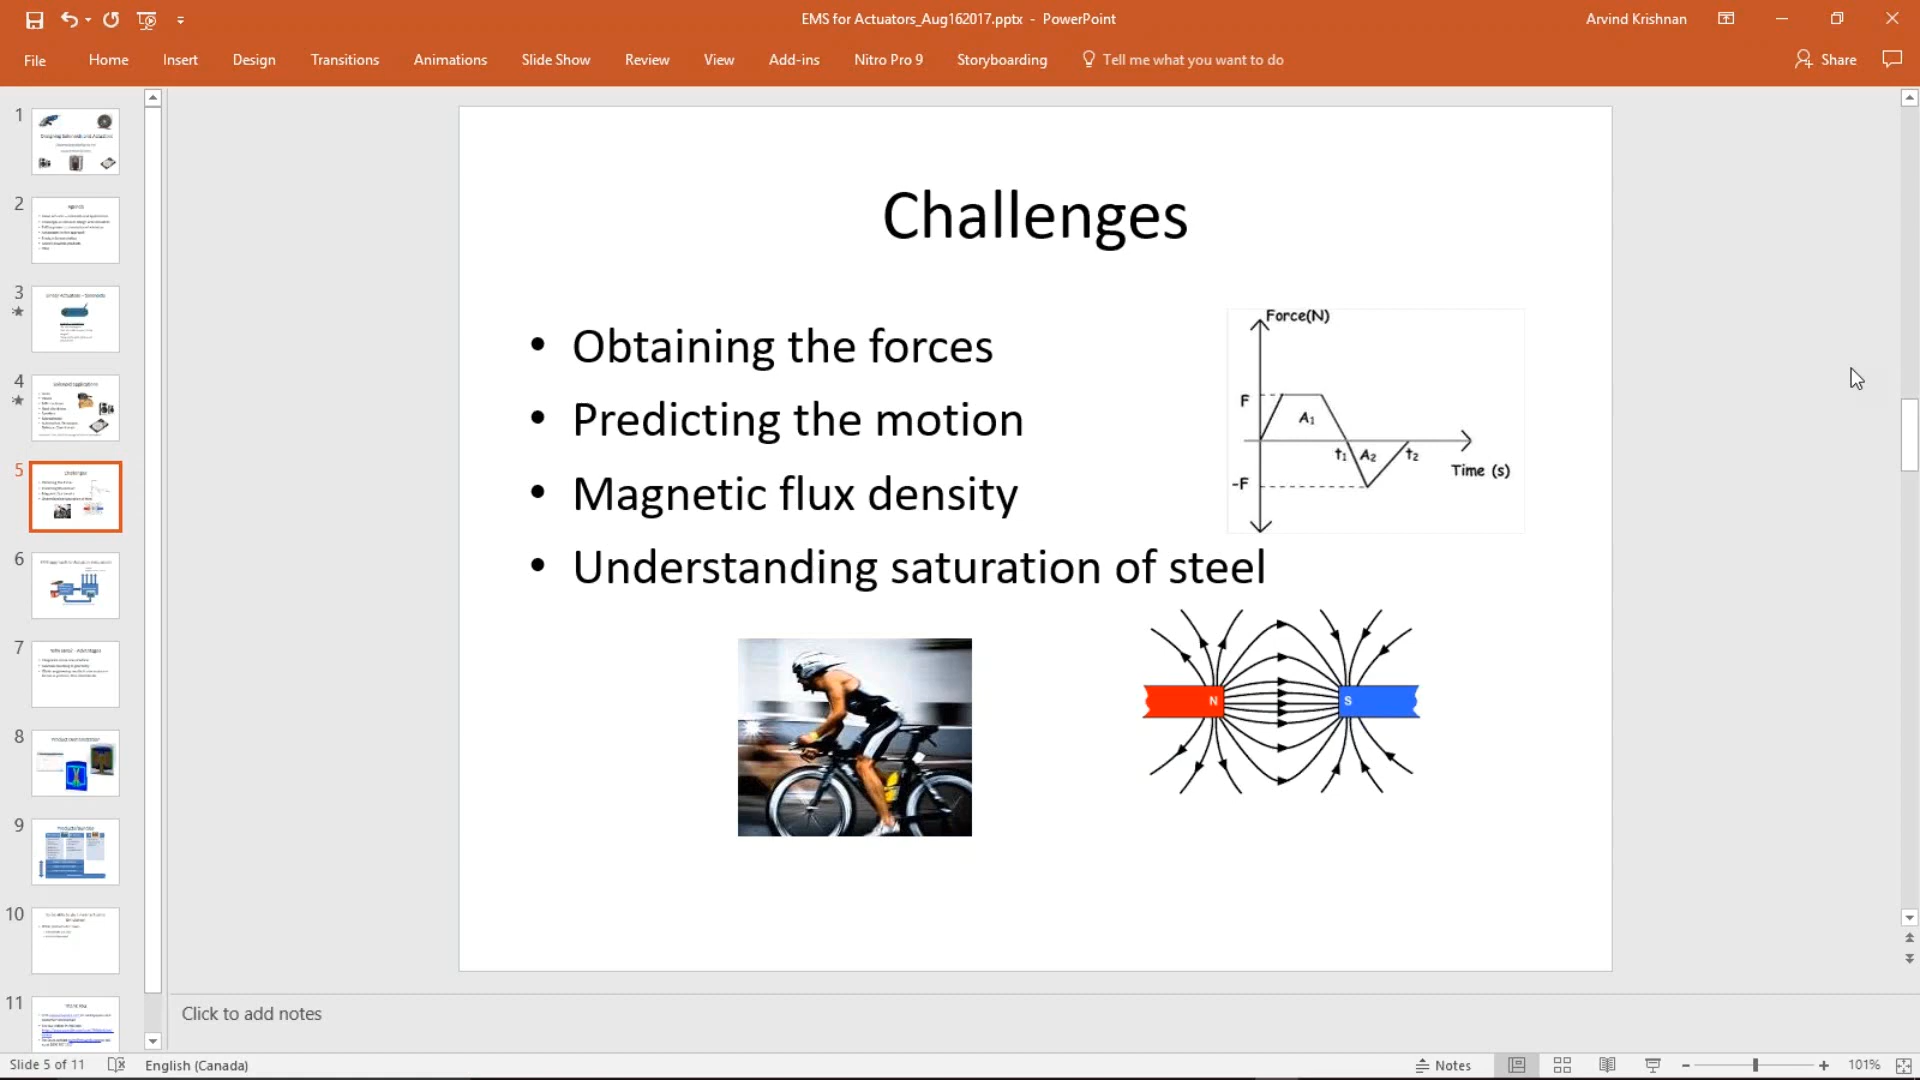 EMS for Actuators_Aug162017.pptx - PowerPoint
Arvind Krishnan
File Home Insert Design Transitions Animations Slide Show Review View Add-ins Nitro Pro 9 Storyboarding Tell me what you want to do
Share
1
2
Agenda
3
4
5
Challenges
6
7
8
9
10
11
Challenges
• Obtaining the forces
• Predicting the motion
• Magnetic flux density
• Understanding saturation of steel
Force(N)
F
A1
t1 A2 t2
Time (s)
-F
N
S
Click to add notes
Slide 5 of 11
English (Canada)
Notes
101%